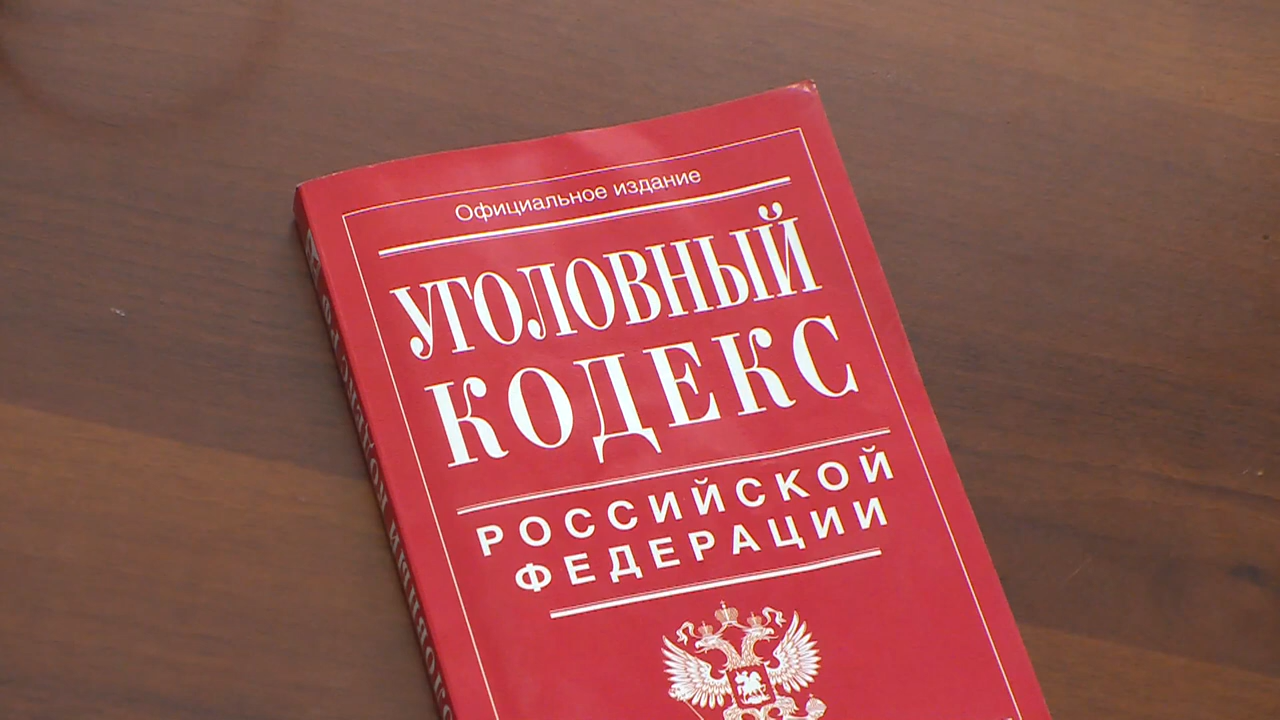 Официальное издание
УГОЛОВНЫЙ
КОДЕКС
РОССИЙСКОЙ
ФЕДЕРАЦИИ